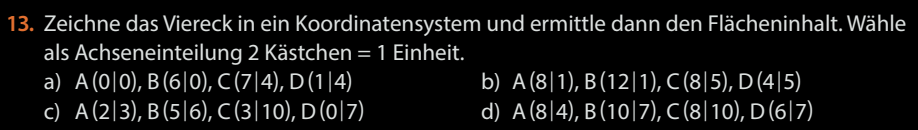 13. Zeichne das Viereck in ein Koordinatensystem und ermittle dann den Flächeninhalt. Wähle
als Achseneinteilung 2 Kästchen = 1 Einheit.
a) A(0|0), B(6|0), C(7|4), D(1|4) b) A(8|1), B(12|1), C(8|5), D(4|5)
c) A(2|3), B(5|6), C(3|10), D(0|7) d) A(8|4), B(10|7), C(8|10), D(6|7)